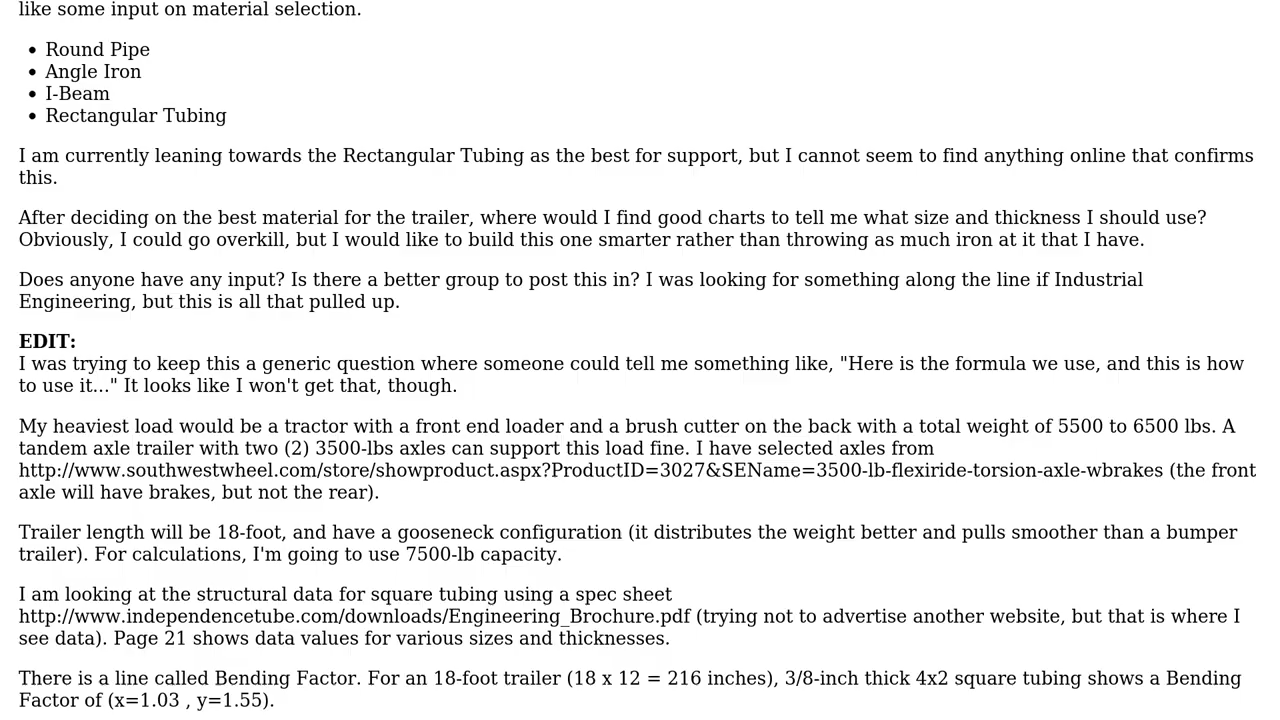 like some input on material selection.
• Round Pipe
• Angle Iron
• I-Beam
• Rectangular Tubing
I am currently leaning towards the Rectangular Tubing as the best for support, but I cannot seem to find anything online that confirms
this.
After deciding on the best material for the trailer, where would I find good charts to tell me what size and thickness I should use?
Obviously, I could go overkill, but I would like to build this one smarter rather than throwing as much iron at it that I have.
Does anyone have any input? Is there a better group to post this in? I was looking for something along the line if Industrial
Engineering, but this is all that pulled up.
EDIT:
I was trying to keep this a generic question where someone could tell me something like, "Here is the formula we use, and this is how
to use it..." It looks like I won't get that, though.
My heaviest load would be a tractor with a front end loader and a brush cutter on the back with a total weight of 5500 to 6500 lbs. A
tandem axle trailer with two (2) 3500-lbs axles can support this load fine. I have selected axles from
http://www.southwestwheel.com/store/showproduct.aspx?ProductID=3027&SEName=3500-lb-flexiride-torsion-axle-wbrakes (the front
axle will have brakes, but not the rear).
Trailer length will be 18-foot, and have a gooseneck configuration (it distributes the weight better and pulls smoother than a bumper
trailer). For calculations, I'm going to use 7500-lb capacity.
I am looking at the structural data for square tubing using a spec sheet
http://www.independencetube.com/downloads/Engineering_Brochure.pdf (trying not to advertise another website, but that is where I
see data). Page 21 shows data values for various sizes and thicknesses.
There is a line called Bending Factor. For an 18-foot trailer (18 x 12 = 216 inches), 3/8-inch thick 4x2 square tubing shows a Bending
Factor of (x=1.03 , y=1.55).